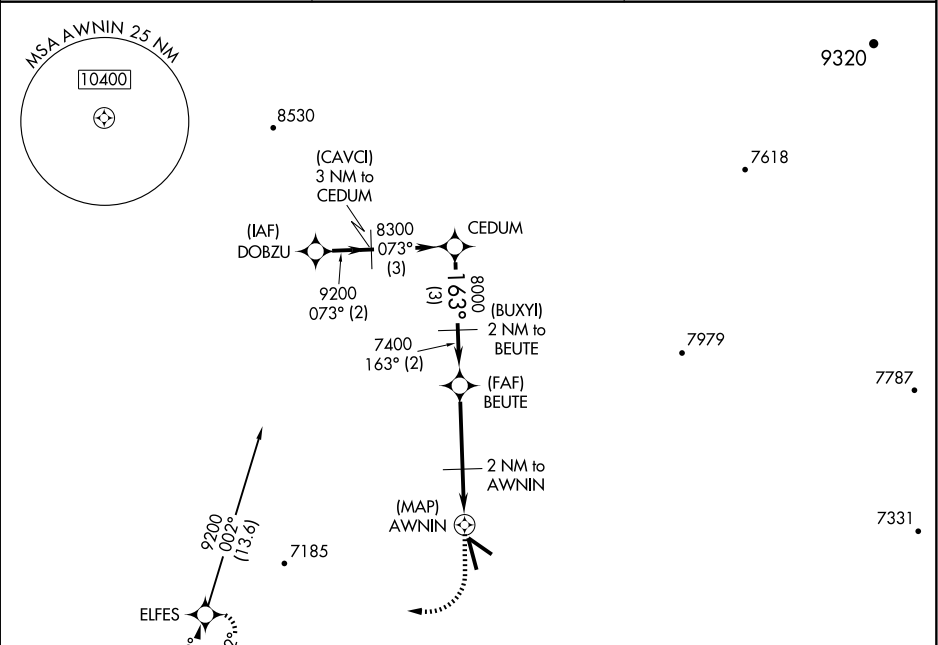 MSA AWNIN 25 NM
10400
9320
8530
7618
(CAVCI)
3 NM to
CEDUM
(IAF)
DOBZU
8300
073°
(3)
CEDUM
9200
073° (2)
8000
163°
(3)
(BUXYI)
2 NM to
BEUTE
7400
163° (2)
7979
(FAF)
BEUTE
7787
2 NM to
AWNIN
(MAP)
AWNIN
7331
9200
002°
(13.6)
7185
ELFES